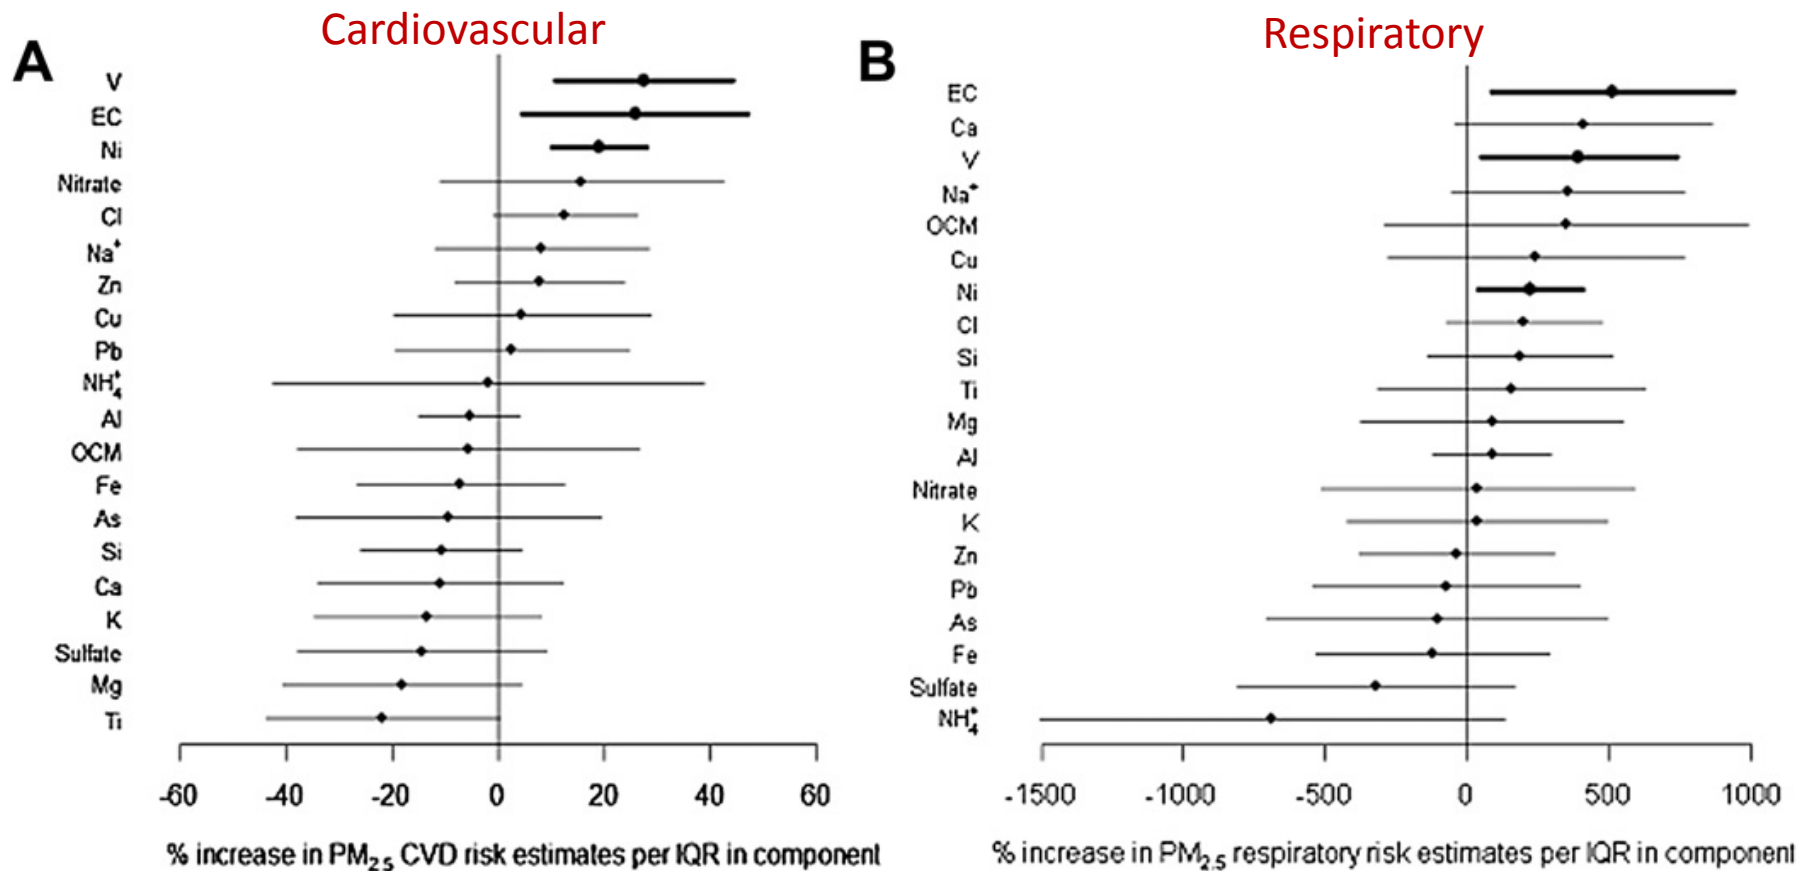 Cardiovascular
Respiratory
A
B
V
EC
Ni
Nitrate
Cl
Na⁺
Zn
Cu
Pb
NH₄⁺
Al
OCM
Fe
As
Si
Ca
K
Sulfate
Mg
Ti
-60 -40 -20 0 20 40 60
% increase in PM₂.₅ CVD risk estimates per IQR in component
EC
Ca
V
Na⁺
OCM
Cu
Ni
Cl
Si
Ti
Mg
Al
Nitrate
K
Zn
Pb
As
Fe
Sulfate
NH₄⁺
-1500 -1000 -500 0 500 1000
% increase in PM₂.₅ respiratory risk estimates per IQR in component